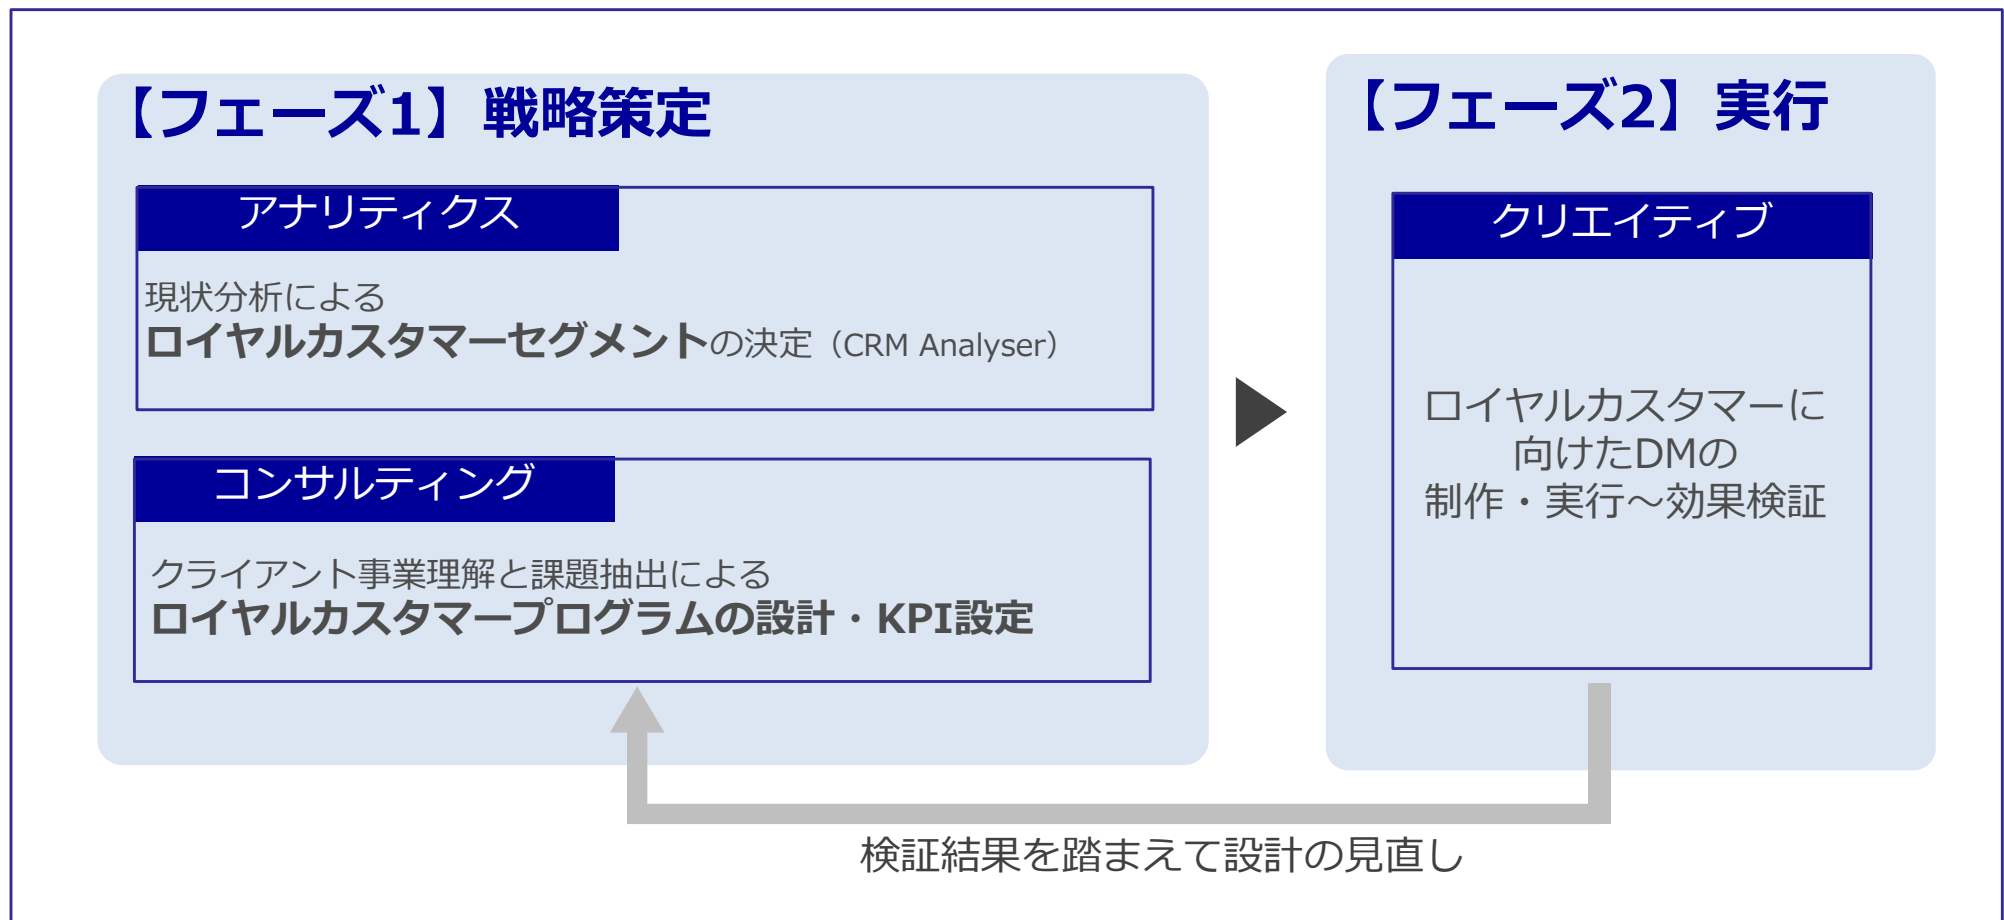 【フェーズ1】戦略策定
アナリティクス
現状分析による
ロイヤルカスタマーセグメントの決定（CRM Analyser）
コンサルティング
クライアント事業理解と課題抽出による
ロイヤルカスタマープログラムの設計・KPI設定
【フェーズ2】実行
クリエイティブ
ロイヤルカスタマーに
向けたDMの
制作・実行～効果検証
検証結果を踏まえて設計の見直し